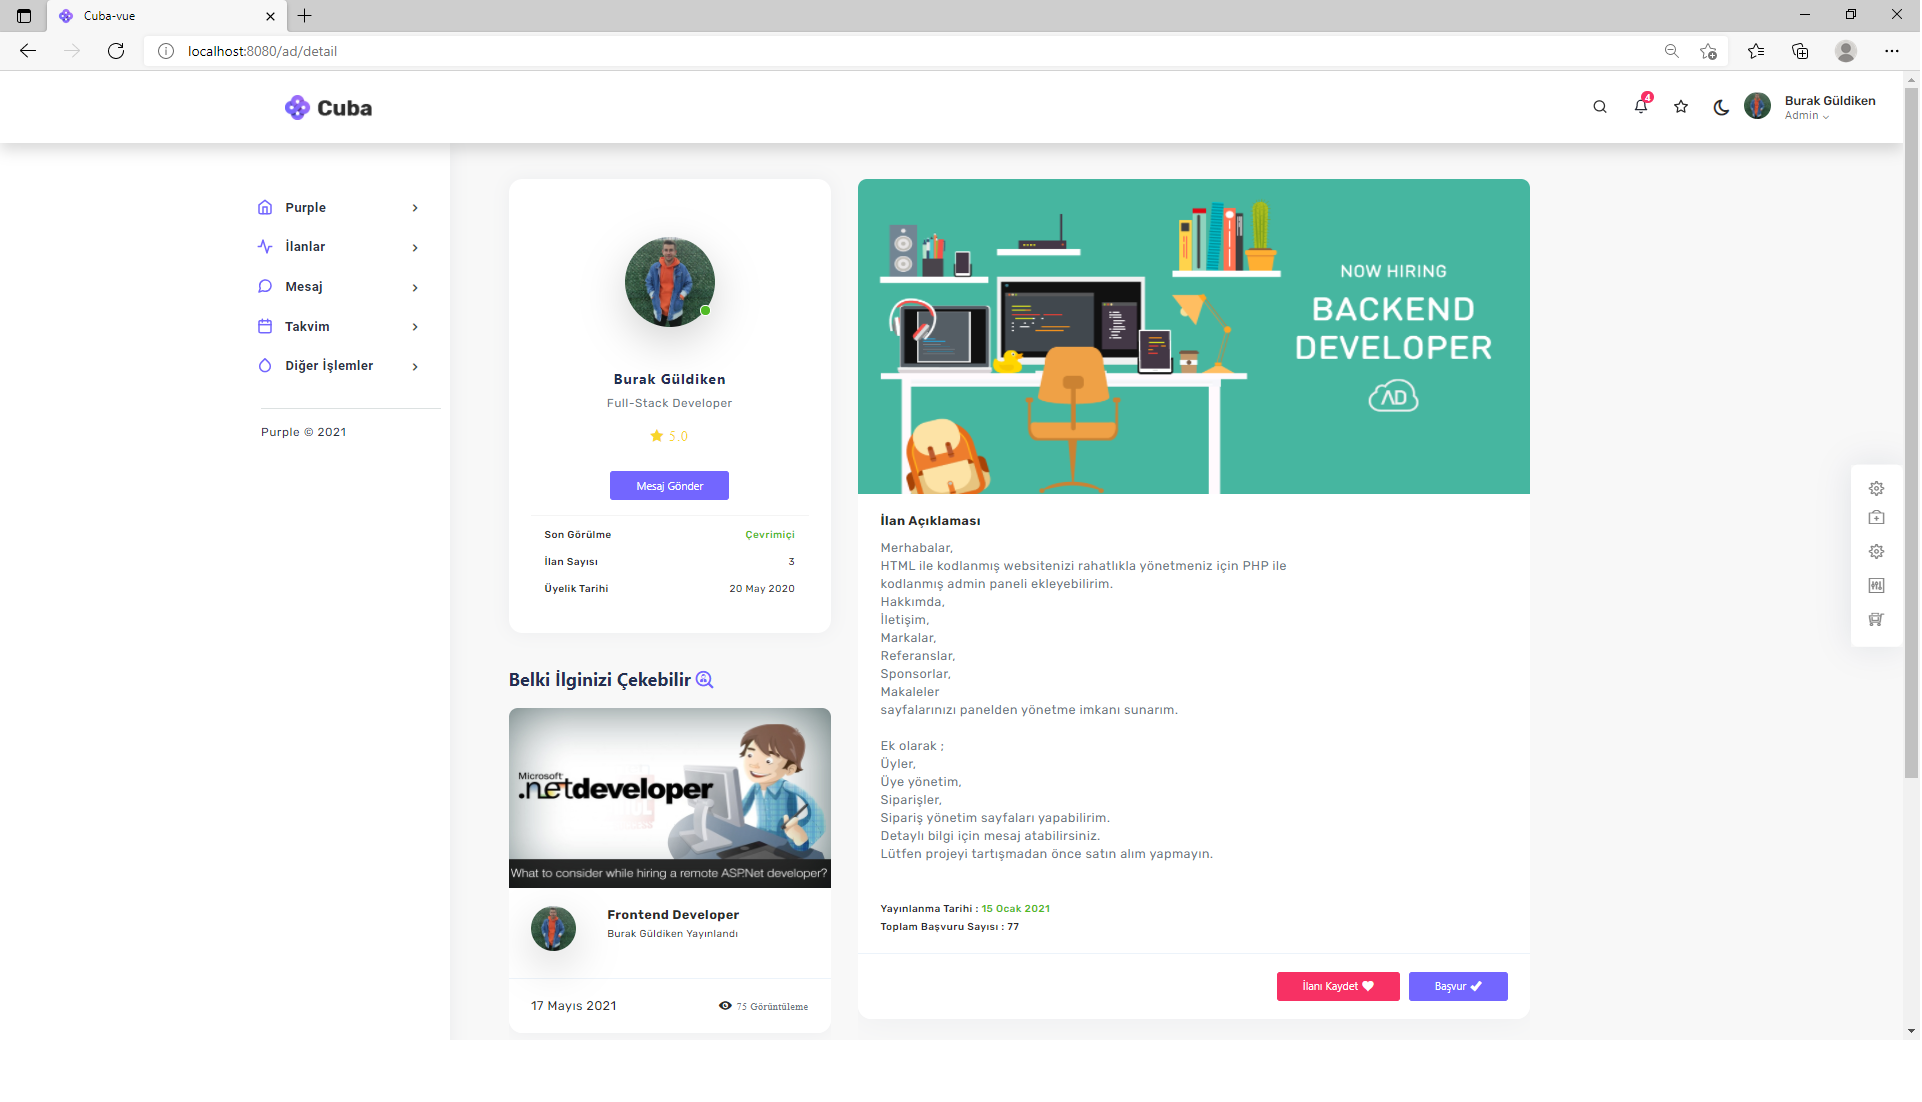 Cuba-vue
localhost:8080/ad/detail
Cuba
4
Burak Güldiken
Admin
Purple
İlanlar
Mesaj
Takvim
Diğer İşlemler
Purple © 2021
Burak Güldiken
Full-Stack Developer
5.0
Mesaj Gönder
Son Görülme Çevrimiçi
İlan Sayısı 3
Üyelik Tarihi 20 May 2020
Belki İlginizi Çekebilir
Microsoft
.netdeveloper
What to consider while hiring a remote ASP.Net developer?
Frontend Developer
Burak Güldiken Yayınlandı
17 Mayıs 2021 75 Görüntüleme
NOW HIRING
BACKEND
DEVELOPER
AD
İlan Açıklaması
Merhabalar,
HTML ile kodlanmış websitenizi rahatlıkla yönetmeniz için PHP ile
kodlanmış admin paneli ekleyebilirim.
Hakkımda,
İletişim,
Markalar,
Referanslar,
Sponsorlar,
Makaleler
sayfalarınızı panelden yönetme imkanı sunarım.
Ek olarak ;
Üyler,
Üye yönetim,
Siparişler,
Sipariş yönetim sayfaları yapabilirim.
Detaylı bilgi için mesaj atabilirsiniz.
Lütfen projeyi tartışmadan önce satın alım yapmayın.
Yayınlanma Tarihi : 15 Ocak 2021
Toplam Başvuru Sayısı : 77
İlanı Kaydet
Başvur